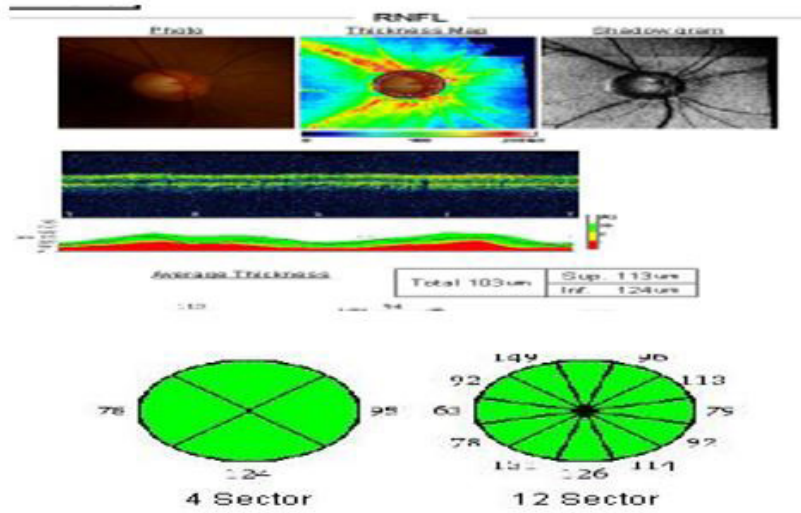 RNFL
Photo Thickness Map Shadowgram
Average Thickness
Total 103um
Sup. 113um
Inf. 124um
149 96
92 113
78 95 63 79
78 92
114
124 126
4 Sector 12 Sector